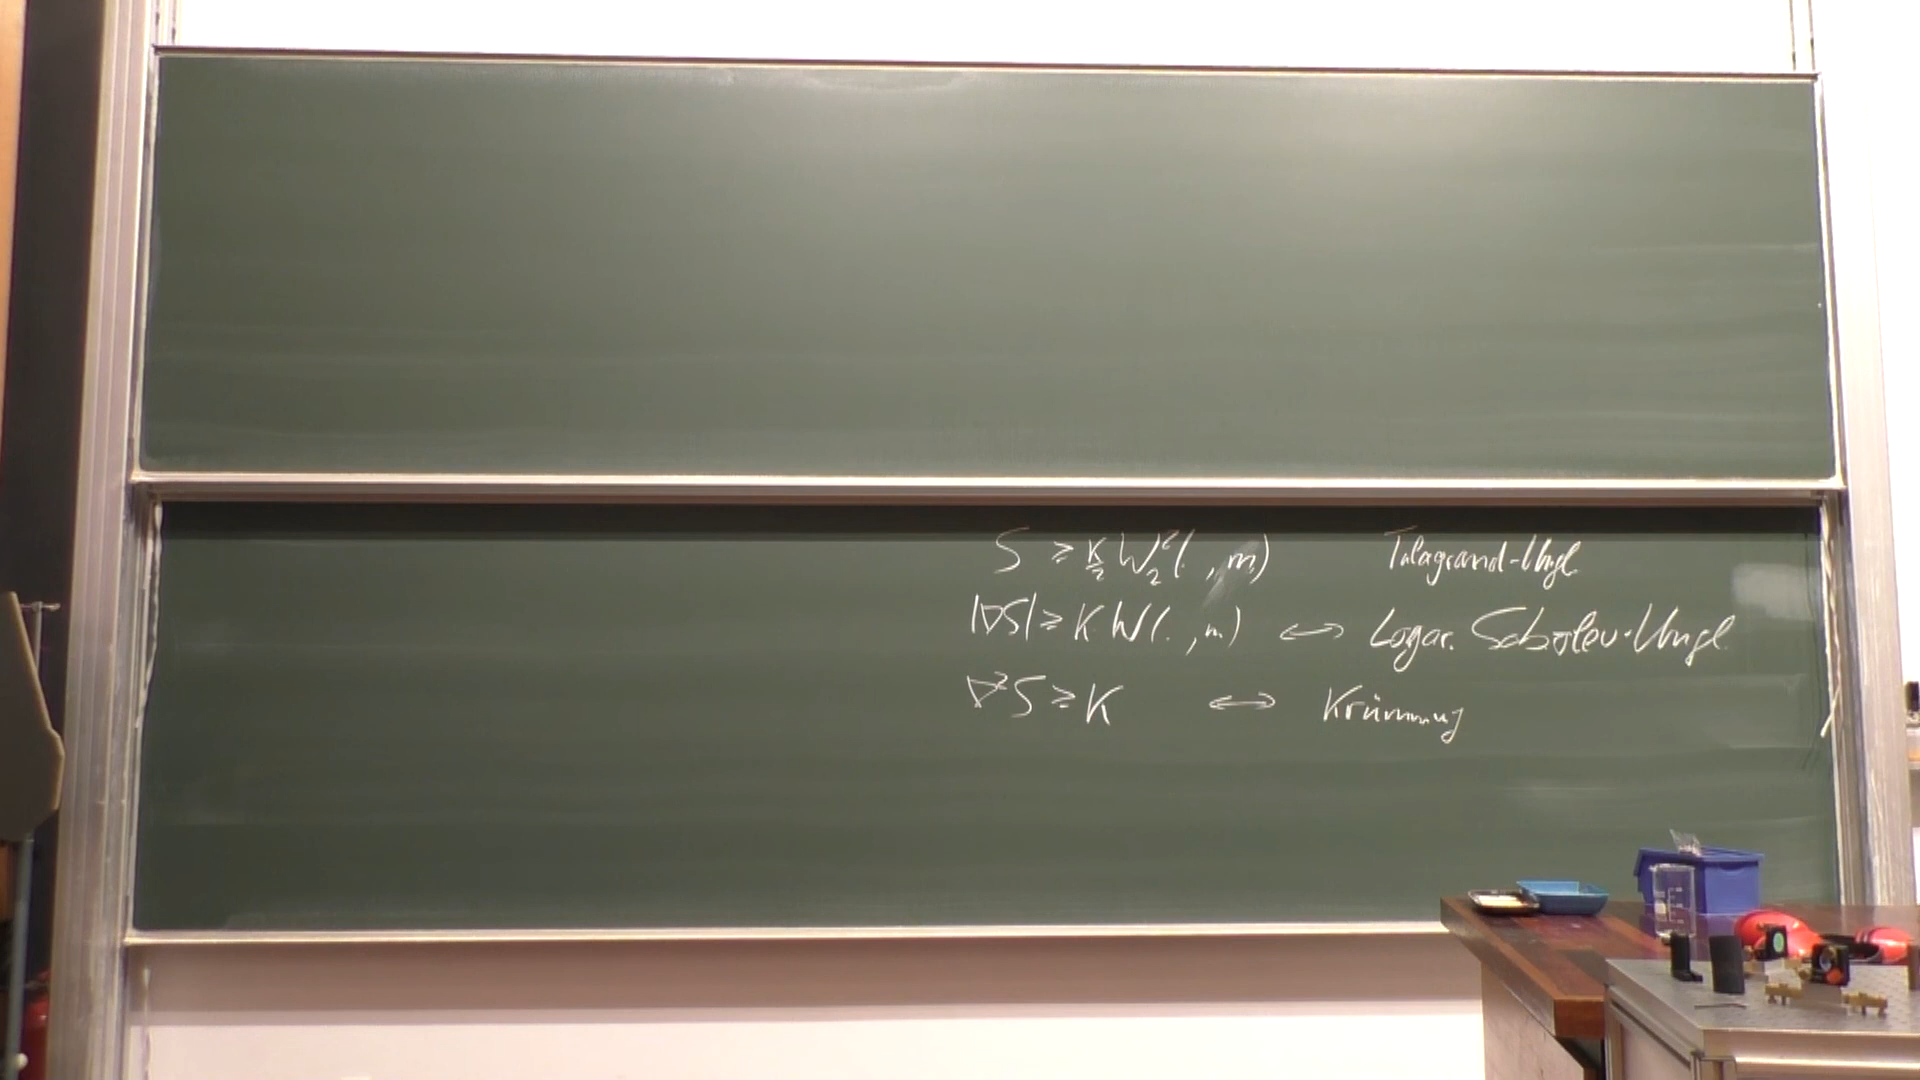 S ≥ K/2 W₂²(. , m) Talagrand-Ungl.
|∇S| ≥ K W(. , m) ⟷ Logar. Sobolev-Ungl.
∇²S ≥ K ⟷ Krümmung